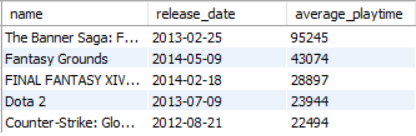 name release_date average_playtime
The Banner Saga: F... 2013-02-25 95245
Fantasy Grounds 2014-05-09 43074
FINAL FANTASY XIV... 2014-02-18 28897
Dota 2 2013-07-09 23944
Counter-Strike: Glo... 2012-08-21 22494